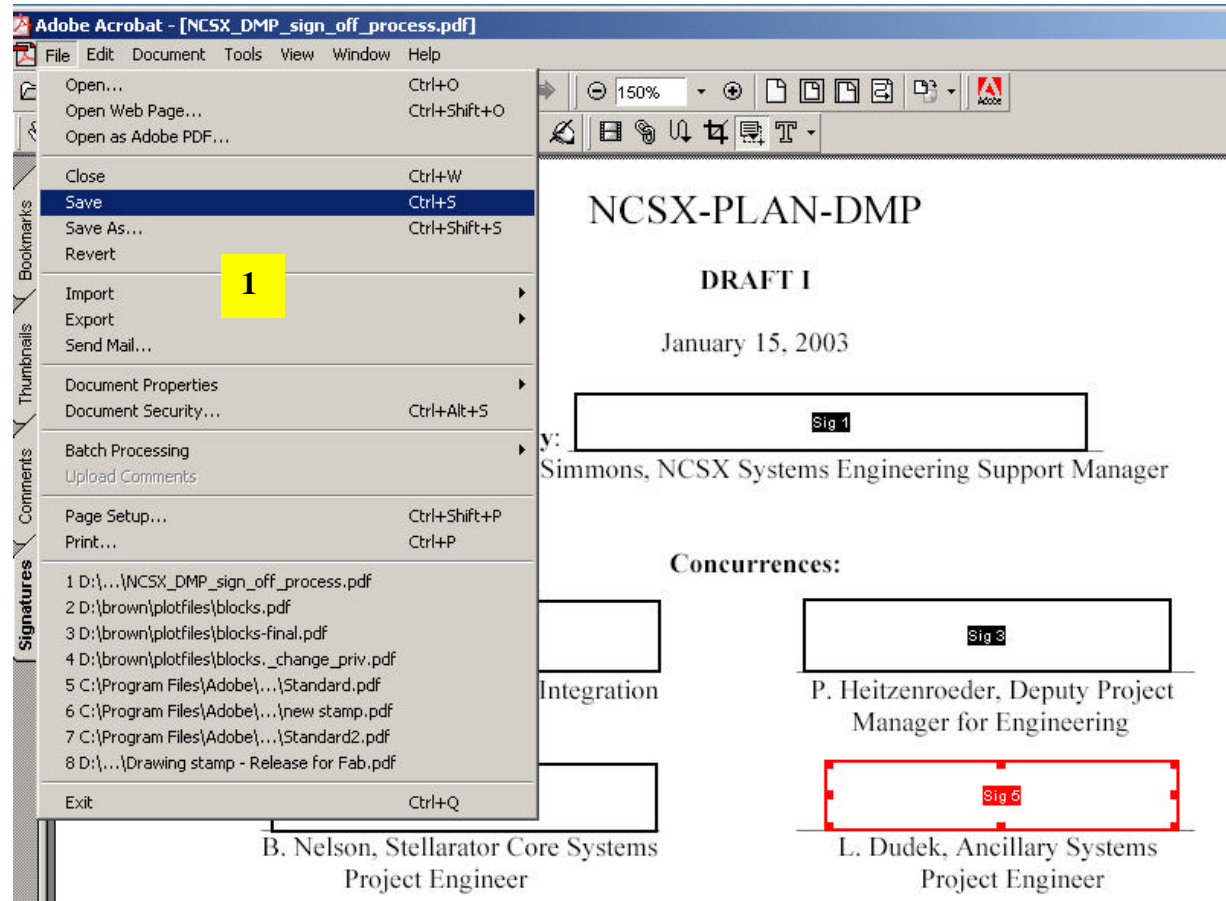 Adobe Acrobat - [NCSX_DMP_sign_off_process.pdf]
File Edit Document Tools View Window Help
150%
Adobe
Open... Ctrl+O
Open Web Page... Ctrl+Shift+O
Open as Adobe PDF...
Close Ctrl+W
Save Ctrl+S
Save As... Ctrl+Shift+S
Revert
1
Import
Export
Send Mail...
Document Properties
Document Security... Ctrl+Alt+S
Batch Processing
Upload Comments
Page Setup... Ctrl+Shift+P
Print... Ctrl+P
1 D:\...\NCSX_DMP_sign_off_process.pdf
2 D:\brown\plotfiles\blocks.pdf
3 D:\brown\plotfiles\blocks-final.pdf
4 D:\brown\plotfiles\blocks._change_priv.pdf
5 C:\Program Files\Adobe\...\Standard.pdf
6 C:\Program Files\Adobe\...\new stamp.pdf
7 C:\Program Files\Adobe\...\Standard2.pdf
8 D:\...\Drawing stamp - Release for Fab.pdf
Exit Ctrl+Q
Bookmarks
Thumbnails
Comments
Signatures
NCSX-PLAN-DMP
DRAFT I
January 15, 2003
y: Sig 1
Simmons, NCSX Systems Engineering Support Manager
Concurrences:
Sig 3
Integration
P. Heitzenroeder, Deputy Project
Manager for Engineering
Sig 5
B. Nelson, Stellarator Core Systems
Project Engineer
L. Dudek, Ancillary Systems
Project Engineer